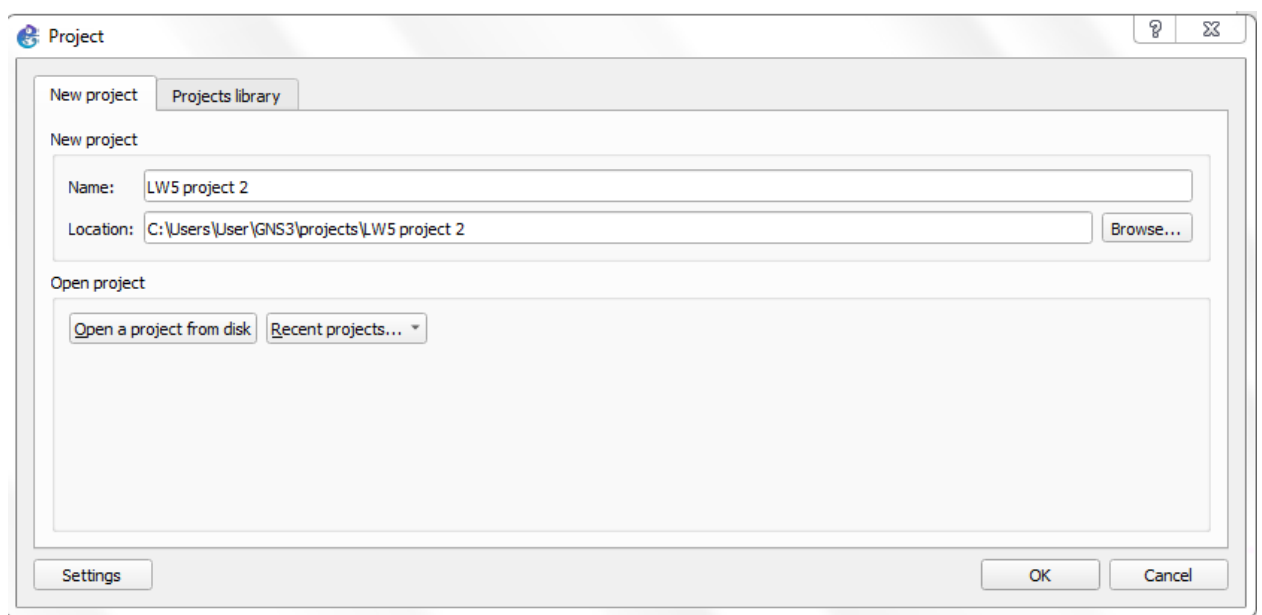 Project
New project Projects library
New project
Name: LW5 project 2
Location: C:\Users\User\GNS3\projects\LW5 project 2 Browse...
Open project
Open a project from disk Recent projects...
Settings OK Cancel